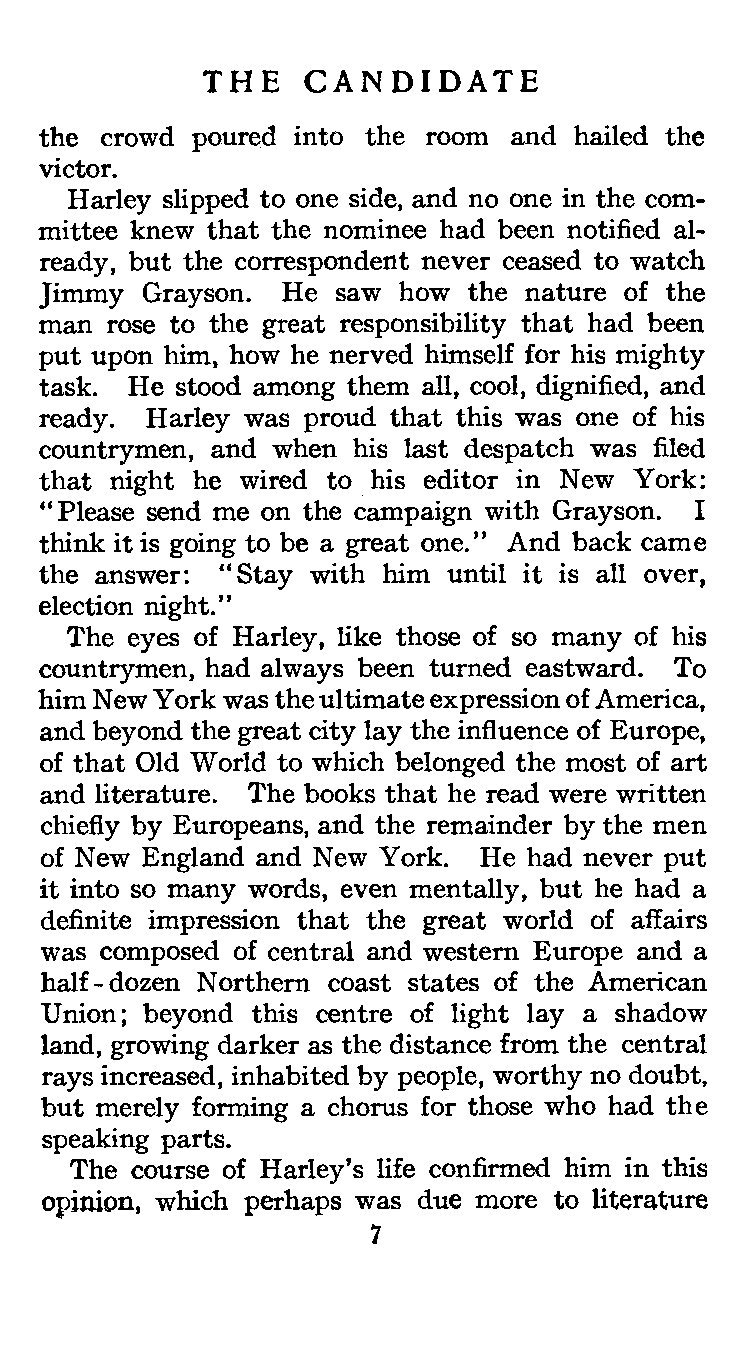 THE CANDIDATE
the crowd poured into the room and hailed the
victor.
Harley slipped to one side, and no one in the com-
mittee knew that the nominee had been notified al-
ready, but the correspondent never ceased to watch
Jimmy Grayson. He saw how the nature of the
man rose to the great responsibility that had been
put upon him, how he nerved himself for his mighty
task. He stood among them all, cool, dignified, and
ready. Harley was proud that this was one of his
countrymen, and when his last despatch was filed
that night he wired to his editor in New York:
“Please send me on the campaign with Grayson. I
think it is going to be a great one.” And back came
the answer: “Stay with him until it is all over,
election night.”
The eyes of Harley, like those of so many of his
countrymen, had always been turned eastward. To
him New York was the ultimate expression of America,
and beyond the great city lay the influence of Europe,
of that Old World to which belonged the most of art
and literature. The books that he read were written
chiefly by Europeans, and the remainder by the men
of New England and New York. He had never put
it into so many words, even mentally, but he had a
definite impression that the great world of affairs
was composed of central and western Europe and a
half-dozen Northern coast states of the American
Union; beyond this centre of light lay a shadow
land, growing darker as the distance from the central
rays increased, inhabited by people, worthy no doubt,
but merely forming a chorus for those who had the
speaking parts.
The course of Harley’s life confirmed him in this
opinion, which perhaps was due more to literature
7